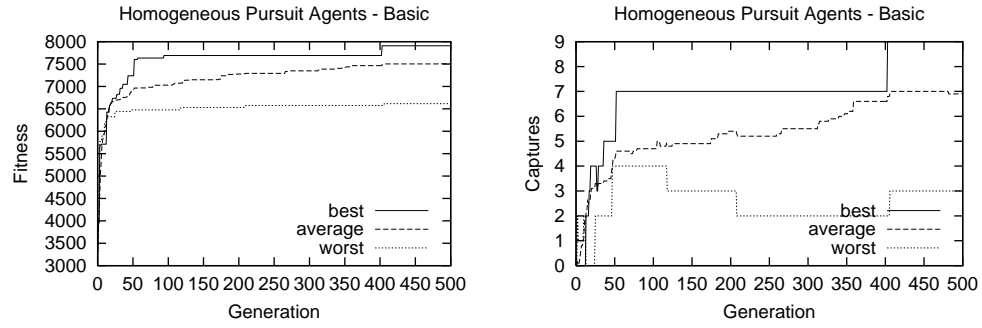 Homogeneous Pursuit Agents - Basic
8000
7500
7000
6500
6000
5500
5000
4500
4000
3500
3000
Fitness
best
average
worst
0 50 100 150 200 250 300 350 400 450 500
Generation
Homogeneous Pursuit Agents - Basic
9
8
7
6
5
4
3
2
1
0
Captures
best
average
worst
0 50 100 150 200 250 300 350 400 450 500
Generation